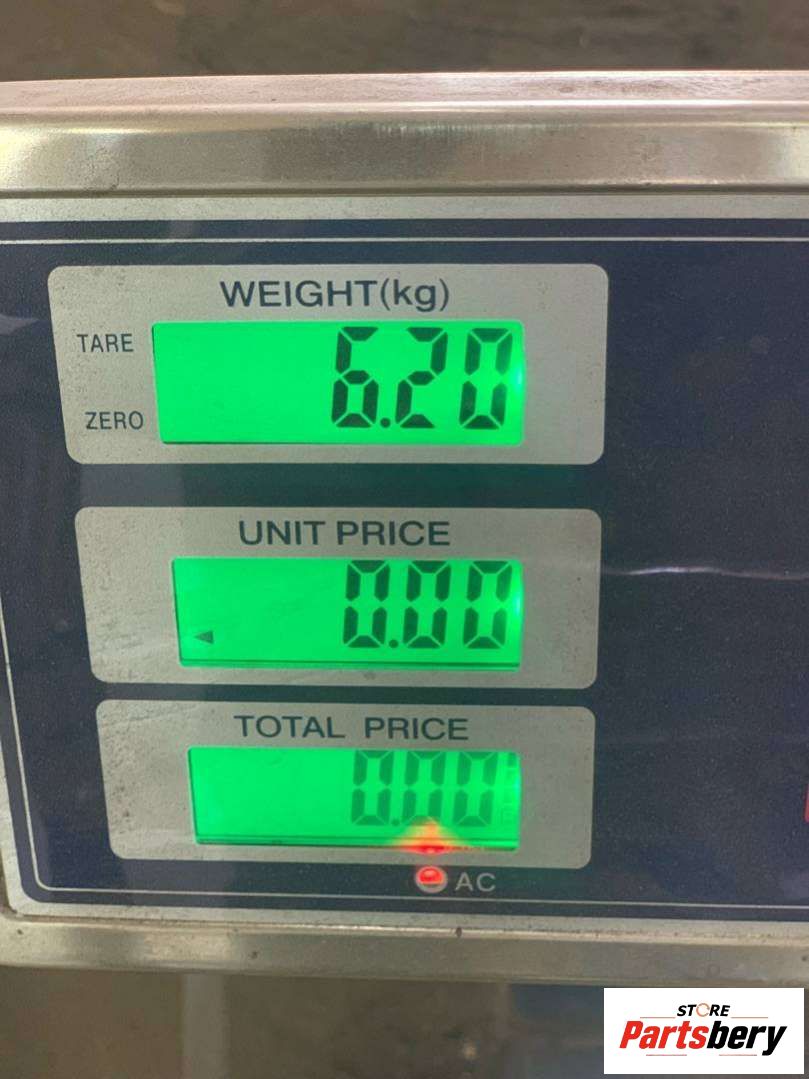 WEIGHT(kg)
TARE
6.20
ZERO
UNIT PRICE
0.00
TOTAL PRICE
0.00
AC
STORE
Partsbery